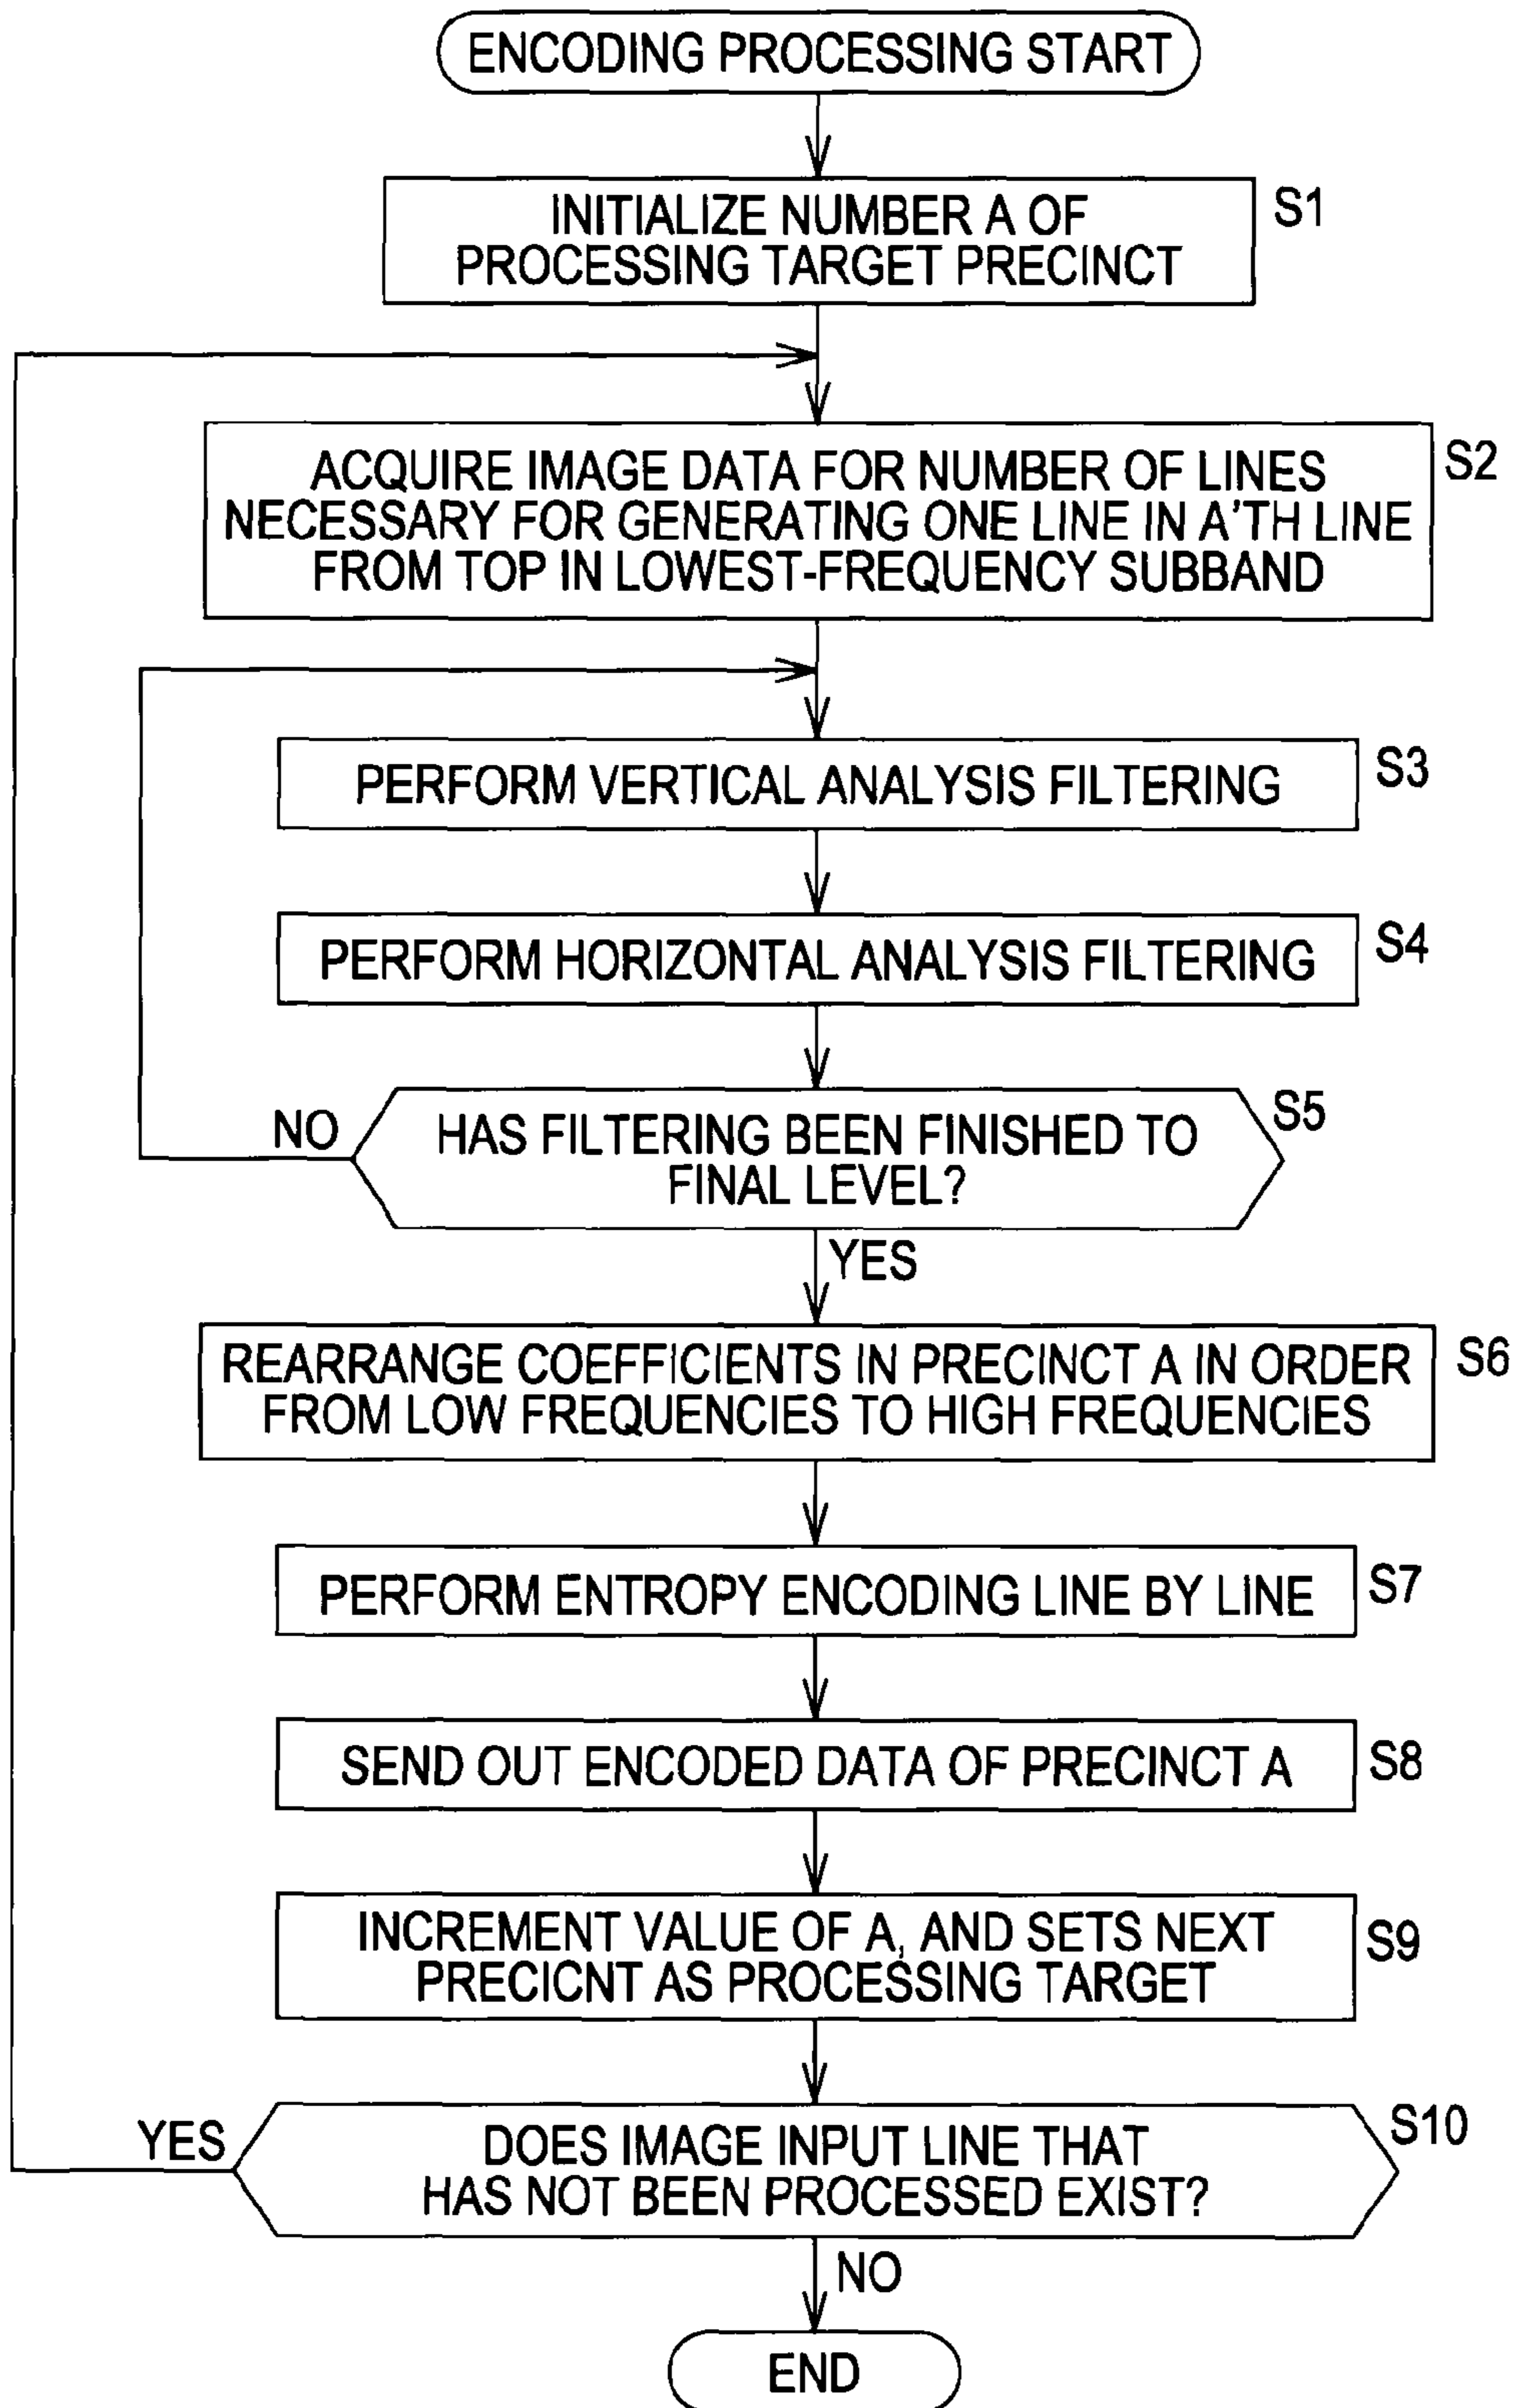 ENCODING PROCESSING START
INITIALIZE NUMBER A OF
PROCESSING TARGET PRECINCT
S1
ACQUIRE IMAGE DATA FOR NUMBER OF LINES
NECESSARY FOR GENERATING ONE LINE IN A'TH LINE
FROM TOP IN LOWEST-FREQUENCY SUBBAND
S2
PERFORM VERTICAL ANALYSIS FILTERING
S3
PERFORM HORIZONTAL ANALYSIS FILTERING
S4
HAS FILTERING BEEN FINISHED TO
FINAL LEVEL?
S5
NO
YES
REARRANGE COEFFICIENTS IN PRECINCT A IN ORDER
FROM LOW FREQUENCIES TO HIGH FREQUENCIES
S6
PERFORM ENTROPY ENCODING LINE BY LINE
S7
SEND OUT ENCODED DATA OF PRECINCT A
S8
INCREMENT VALUE OF A, AND SETS NEXT
PRECICNT AS PROCESSING TARGET
S9
DOES IMAGE INPUT LINE THAT
HAS NOT BEEN PROCESSED EXIST?
S10
YES
NO
END